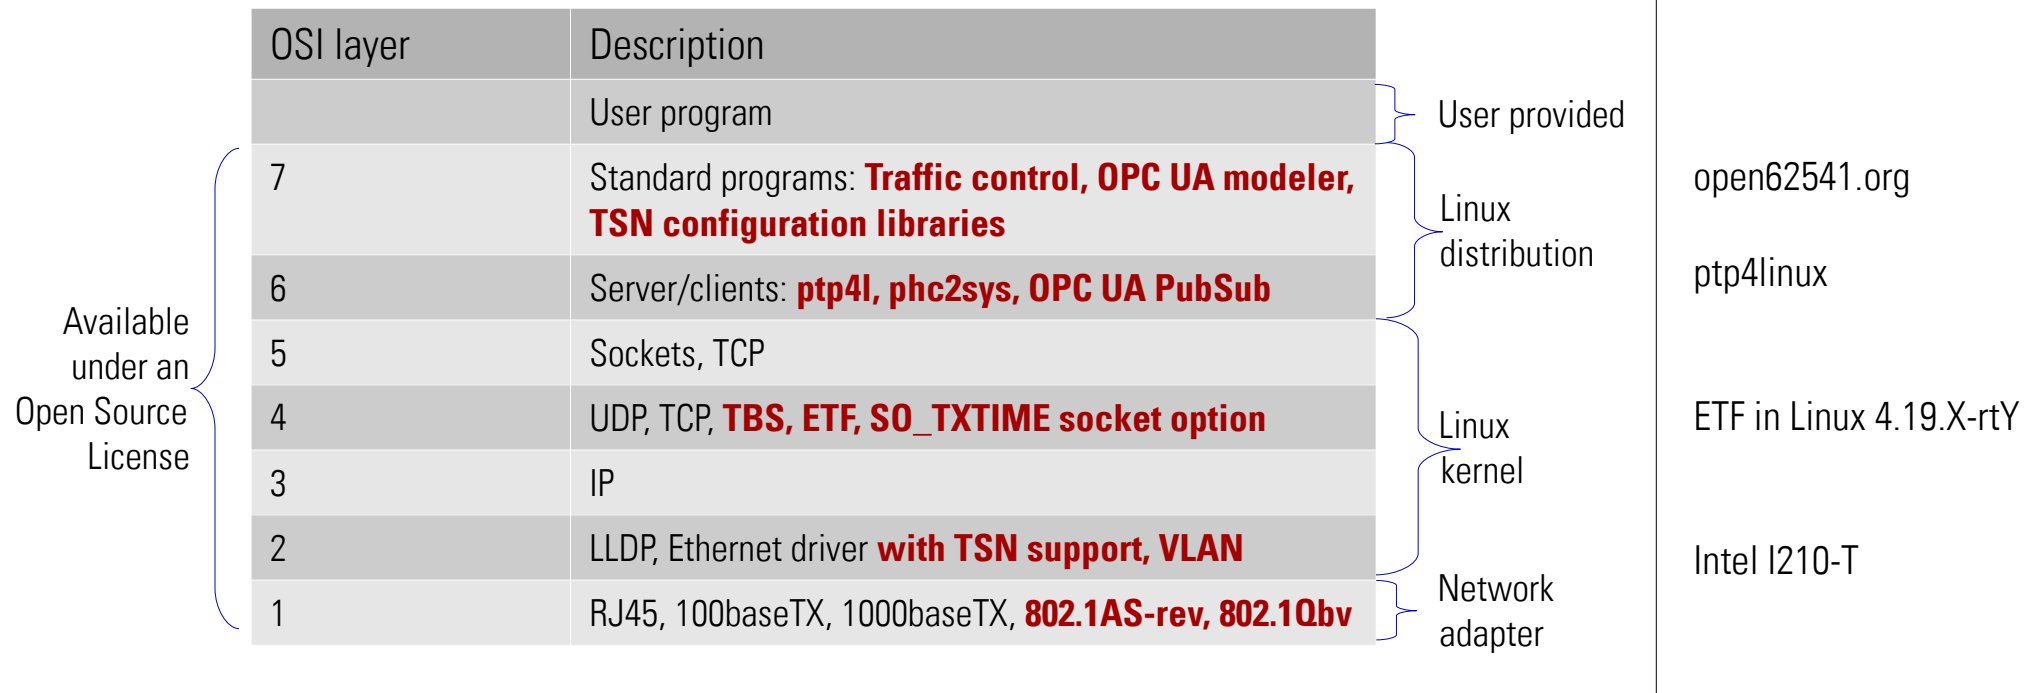 OSI layer Description
User program
7 Standard programs: Traffic control, OPC UA modeler,
TSN configuration libraries
6 Server/clients: ptp4l, phc2sys, OPC UA PubSub
5 Sockets, TCP
4 UDP, TCP, TBS, ETF, SO_TXTIME socket option
3 IP
2 LLDP, Ethernet driver with TSN support, VLAN
1 RJ45, 100baseTX, 1000baseTX, 802.1AS-rev, 802.1Qbv
Available
under an
Open Source
License
User provided
Linux
distribution
Linux
kernel
Network
adapter
open62541.org
ptp4linux
ETF in Linux 4.19.X-rtY
Intel I210-T